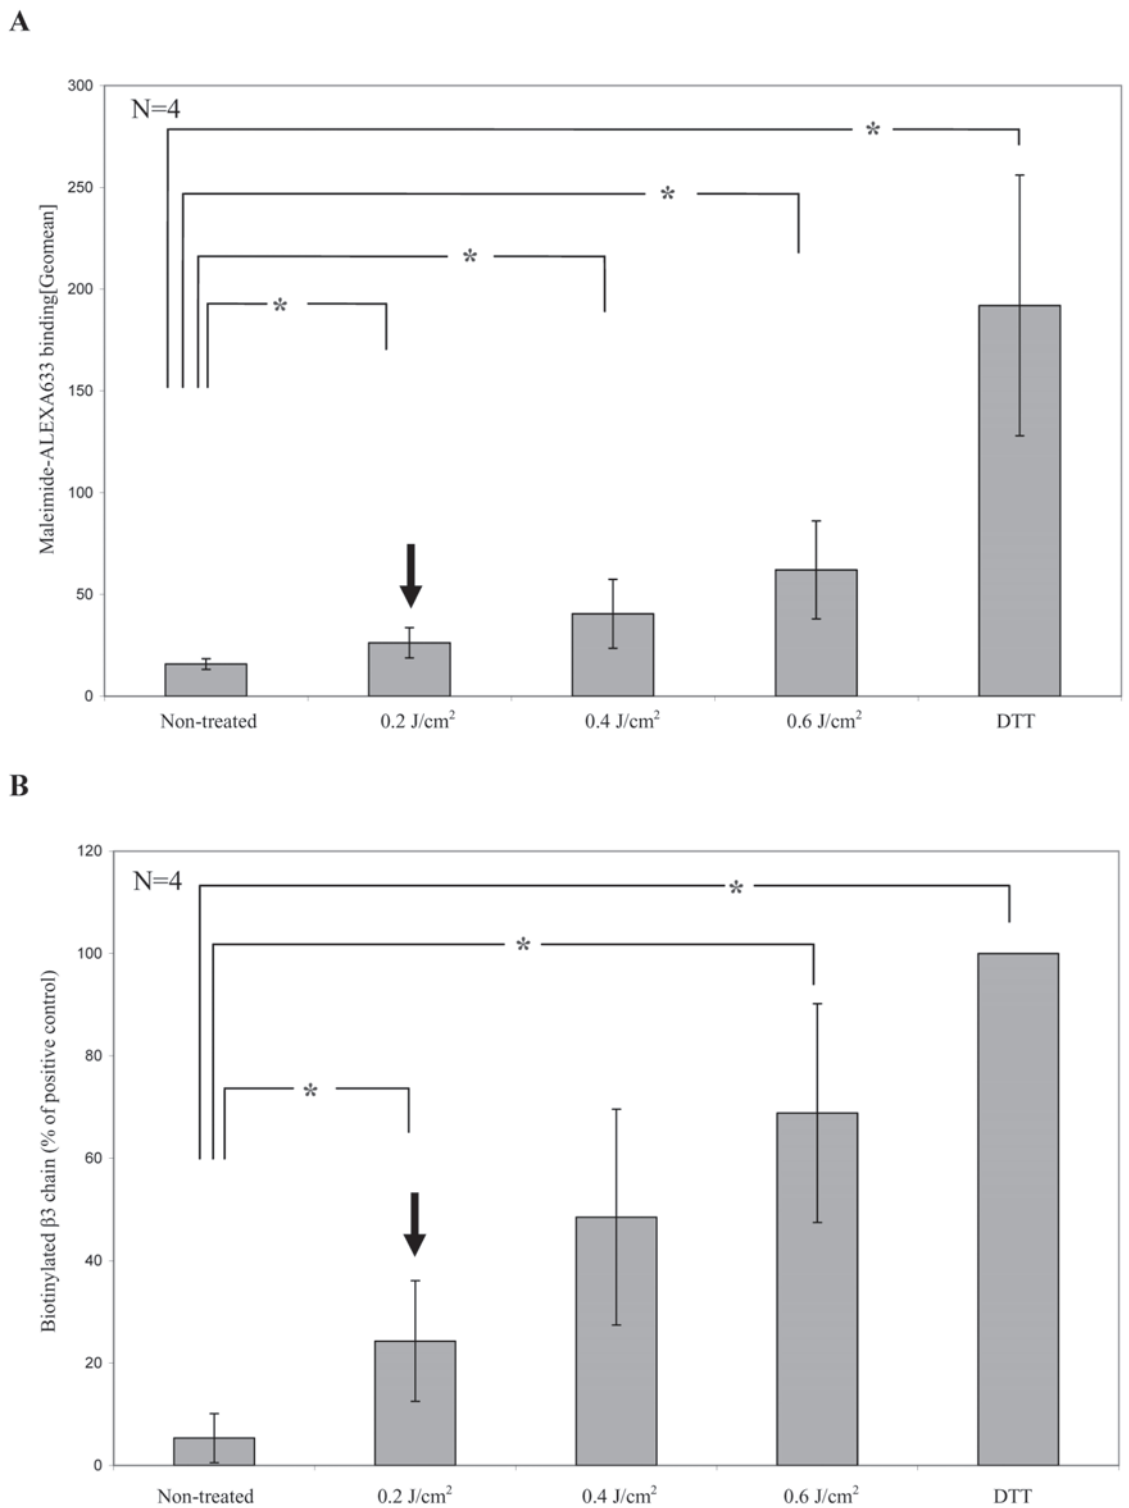 A
300
N=4
*
250
*
200
*
*
150
100
50
0
Maleimide-ALEXA633 binding[Geomean]
Non-treated 0.2 J/cm² 0.4 J/cm² 0.6 J/cm² DTT
B
120
N=4
*
100
*
80
*
60
40
20
0
Biotinylated β3 chain (% of positive control)
Non-treated 0.2 J/cm² 0.4 J/cm² 0.6 J/cm² DTT